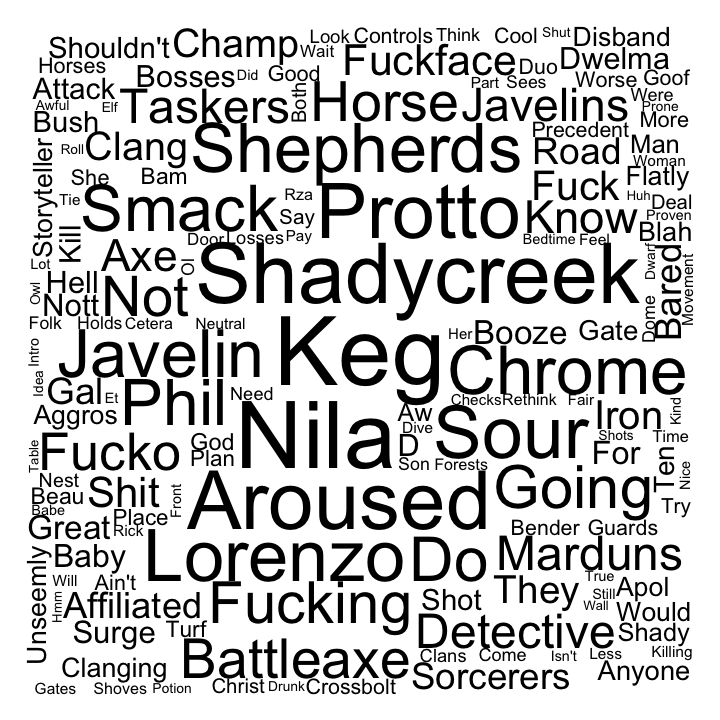 Shouldn't Champ Look Controls Think Cool Shut Disband
Wait Fuckface Duo Dwelma
Horses Bosses Did Good Part Sees Worse Goof
Attack Taskers Both Horse Javelins Were
Awful Elf Prone
Bush Clang Shepherds Precedent More
Roll Road Man
Storyteller She Bam Woman
Fuck Flatly
Tie Smack Rza Protto Know Huh Deal
Say Proven
Kill Door Losses Pay Bedtime Feel Blah
Lot Axe Ol Shadycreek Dwarf Bared Movement
Owl Hell Not
Nott Dome
Folk Holds Cetera Neutral Keg Her Booze Gate
Intro Javelin Chrome
Idea Gal Et Phil Need Checks Rethink Fair
Aggros Nila Aw Sour Iron Kind
Dive
Table Fucko God D Shots Time
Plan Son Forests For Ten Nice
Nest Shit Front Aroused Going
Beau Try
Babe Place
Great Rick Bender Guards
Unseemly Baby Lorenzo Do Marduns
Will Ain't They True Apol
Hmm Affiliated Fucking Shot Still
Wall Would
Surge Turf Detective Shady
Clanging Battleaxe Clans Come Isn't Less Killing
Sorcerers Anyone
Gates Shoves Potion Christ Drunk Crossbolt